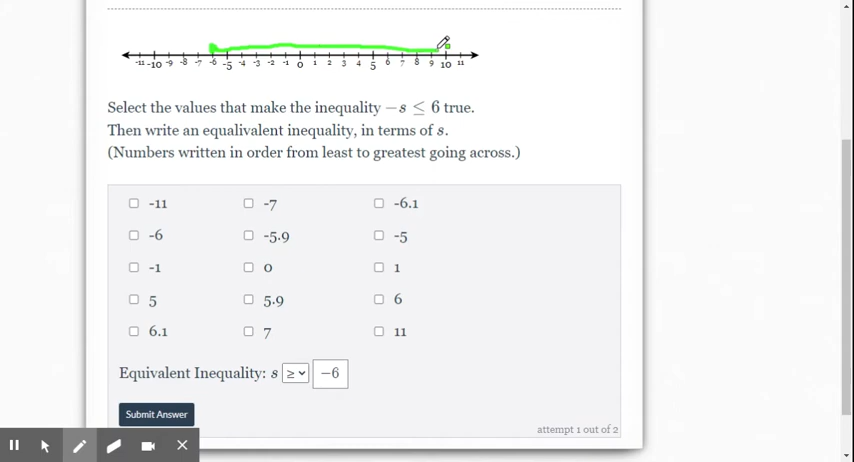 -11 -10 -9 -8 -7 -6 -5 -4 -3 -2 -1 0 1 2 3 4 5 6 7 8 9 10 11
Select the values that make the inequality −s ≤ 6 true.
Then write an equalivalent inequality, in terms of s.
(Numbers written in order from least to greatest going across.)
-11 -7 -6.1
-6 -5.9 -5
-1 0 1
5 5.9 6
6.1 7 11
Equivalent Inequality: s ≥ −6
Submit Answer
attempt 1 out of 2